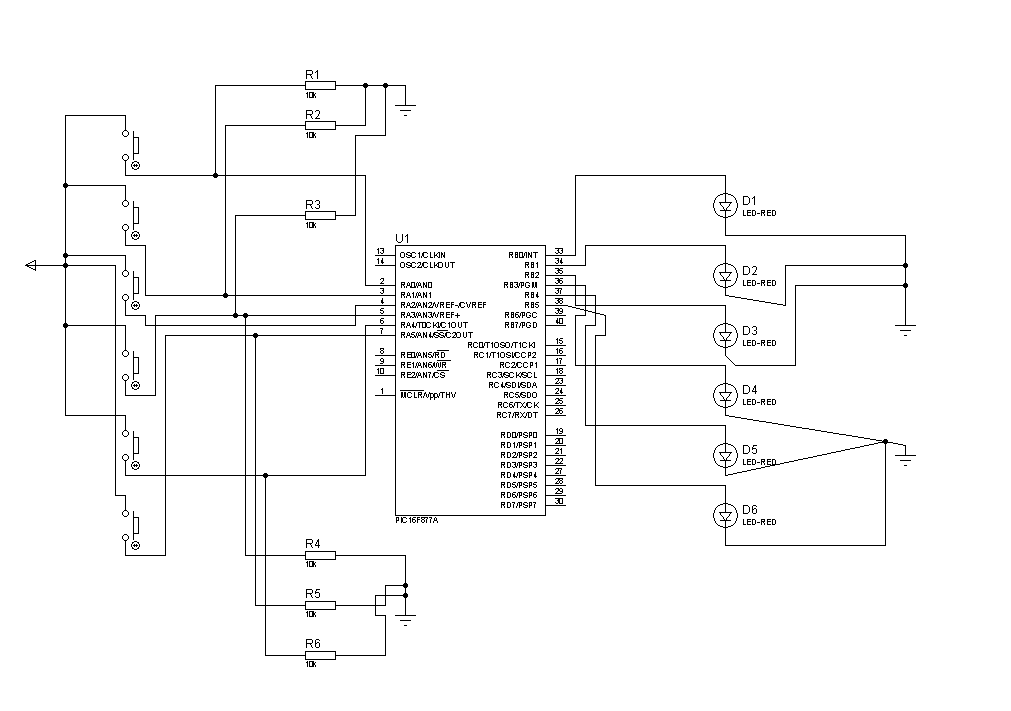 R1
10k
R2
10k
R3
10k
U1
13 OSC1/CLKIN
14 OSC2/CLKOUT
2 RA0/AN0
3 RA1/AN1
4 RA2/AN2/VREF-/CVREF
5 RA3/AN3/VREF+
6 RA4/T0CKI/C1OUT
7 RA5/AN4/SS/C2OUT
8 RE0/AN5/RD
9 RE1/AN6/WR
10 RE2/AN7/CS
1 MCLR/Vpp/THV
RB0/INT 33
RB1 34
RB2 35
RB3/PGM 36
RB4 37
RB5 38
RB6/PGC 39
RB7/PGD 40
RC0/T1OSO/T1CKI 15
RC1/T1OSI/CCP2 16
RC2/CCP1 17
RC3/SCK/SCL 18
RC4/SDI/SDA 23
RC5/SDO 24
RC6/TX/CK 25
RC7/RX/DT 26
RD0/PSP0 19
RD1/PSP1 20
RD2/PSP2 21
RD3/PSP3 22
RD4/PSP4 27
RD5/PSP5 28
RD6/PSP6 29
RD7/PSP7 30
PIC16F877A
D1
LED-RED
D2
LED-RED
D3
LED-RED
D4
LED-RED
D5
LED-RED
D6
LED-RED
R4
10k
R5
10k
R6
10k